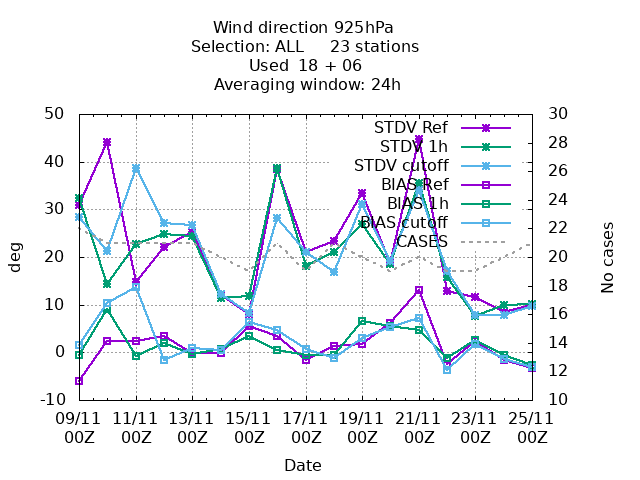 Wind direction 925hPa
Selection: ALL 23 stations
Used 18 + 06
Averaging window: 24h
50
40
30
20
10
0
-10
30
28
26
24
22
20
18
16
14
12
10
deg
No cases
STDV Ref
STDV 1h
STDV cutoff
BIAS Ref
BIAS 1h
BIAS cutoff
CASES
09/11 11/11 13/11 15/11 17/11 19/11 21/11 23/11 25/11
00Z 00Z 00Z 00Z 00Z 00Z 00Z 00Z 00Z
Date